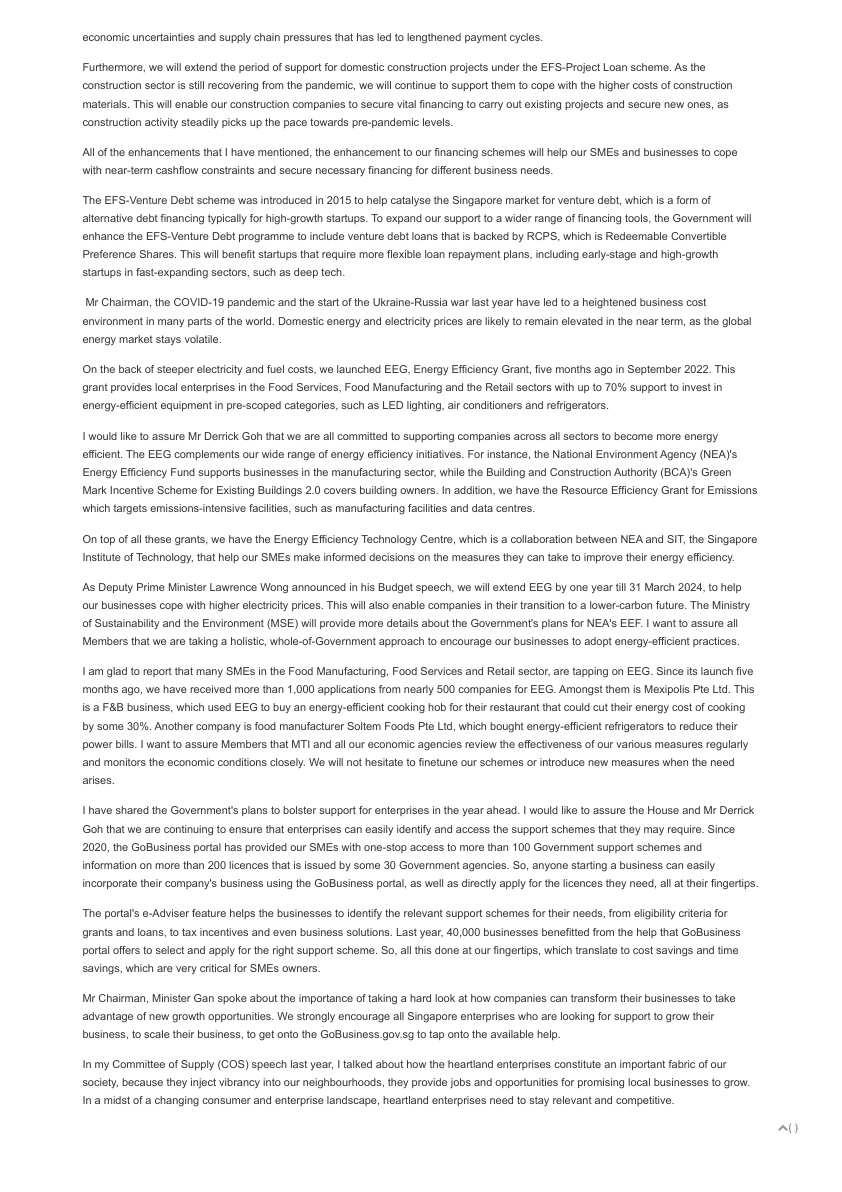 economic uncertainties and supply chain pressures that has led to lengthened payment cycles.
Furthermore, we will extend the period of support for domestic construction projects under the EFS-Project Loan scheme. As the
construction sector is still recovering from the pandemic, we will continue to support them to cope with the higher costs of construction
materials. This will enable our construction companies to secure vital financing to carry out existing projects and secure new ones, as
construction activity steadily picks up the pace towards pre-pandemic levels.
All of the enhancements that I have mentioned, the enhancement to our financing schemes will help our SMEs and businesses to cope
with near-term cashflow constraints and secure necessary financing for different business needs.
The EFS-Venture Debt scheme was introduced in 2015 to help catalyse the Singapore market for venture debt, which is a form of
alternative debt financing typically for high-growth startups. To expand our support to a wider range of financing tools, the Government will
enhance the EFS-Venture Debt programme to include venture debt loans that is backed by RCPS, which is Redeemable Convertible
Preference Shares. This will benefit startups that require more flexible loan repayment plans, including early-stage and high-growth
startups in fast-expanding sectors, such as deep tech.
Mr Chairman, the COVID-19 pandemic and the start of the Ukraine-Russia war last year have led to a heightened business cost
environment in many parts of the world. Domestic energy and electricity prices are likely to remain elevated in the near term, as the global
energy market stays volatile.
On the back of steeper electricity and fuel costs, we launched EEG, Energy Efficiency Grant, five months ago in September 2022. This
grant provides local enterprises in the Food Services, Food Manufacturing and the Retail sectors with up to 70% support to invest in
energy-efficient equipment in pre-scoped categories, such as LED lighting, air conditioners and refrigerators.
I would like to assure Mr Derrick Goh that we are all committed to supporting companies across all sectors to become more energy
efficient. The EEG complements our wide range of energy efficiency initiatives. For instance, the National Environment Agency (NEA)'s
Energy Efficiency Fund supports businesses in the manufacturing sector, while the Building and Construction Authority (BCA)'s Green
Mark Incentive Scheme for Existing Buildings 2.0 covers building owners. In addition, we have the Resource Efficiency Grant for Emissions
which targets emissions-intensive facilities, such as manufacturing facilities and data centres.
On top of all these grants, we have the Energy Efficiency Technology Centre, which is a collaboration between NEA and SIT, the Singapore
Institute of Technology, that help our SMEs make informed decisions on the measures they can take to improve their energy efficiency.
As Deputy Prime Minister Lawrence Wong announced in his Budget speech, we will extend EEG by one year till 31 March 2024, to help
our businesses cope with higher electricity prices. This will also enable companies in their transition to a lower-carbon future. The Ministry
of Sustainability and the Environment (MSE) will provide more details about the Government's plans for NEA's EEF. I want to assure all
Members that we are taking a holistic, whole-of-Government approach to encourage our businesses to adopt energy-efficient practices.
I am glad to report that many SMEs in the Food Manufacturing, Food Services and Retail sector, are tapping on EEG. Since its launch five
months ago, we have received more than 1,000 applications from nearly 500 companies for EEG. Amongst them is Mexipolis Pte Ltd. This
is a F&B business, which used EEG to buy an energy-efficient cooking hob for their restaurant that could cut their energy cost of cooking
by some 30%. Another company is food manufacturer Soltem Foods Pte Ltd, which bought energy-efficient refrigerators to reduce their
power bills. I want to assure Members that MTI and all our economic agencies review the effectiveness of our various measures regularly
and monitors the economic conditions closely. We will not hesitate to finetune our schemes or introduce new measures when the need
arises.
I have shared the Government's plans to bolster support for enterprises in the year ahead. I would like to assure the House and Mr Derrick
Goh that we are continuing to ensure that enterprises can easily identify and access the support schemes that they may require. Since
2020, the GoBusiness portal has provided our SMEs with one-stop access to more than 100 Government support schemes and
information on more than 200 licences that is issued by some 30 Government agencies. So, anyone starting a business can easily
incorporate their company's business using the GoBusiness portal, as well as directly apply for the licences they need, all at their fingertips.
The portal's e-Adviser feature helps the businesses to identify the relevant support schemes for their needs, from eligibility criteria for
grants and loans, to tax incentives and even business solutions. Last year, 40,000 businesses benefitted from the help that GoBusiness
portal offers to select and apply for the right support scheme. So, all this done at our fingertips, which translate to cost savings and time
savings, which are very critical for SMEs owners.
Mr Chairman, Minister Gan spoke about the importance of taking a hard look at how companies can transform their businesses to take
advantage of new growth opportunities. We strongly encourage all Singapore enterprises who are looking for support to grow their
business, to scale their business, to get onto the GoBusiness.gov.sg to tap onto the available help.
In my Committee of Supply (COS) speech last year, I talked about how the heartland enterprises constitute an important fabric of our
society, because they inject vibrancy into our neighbourhoods, they provide jobs and opportunities for promising local businesses to grow.
In a midst of a changing consumer and enterprise landscape, heartland enterprises need to stay relevant and competitive.
( )